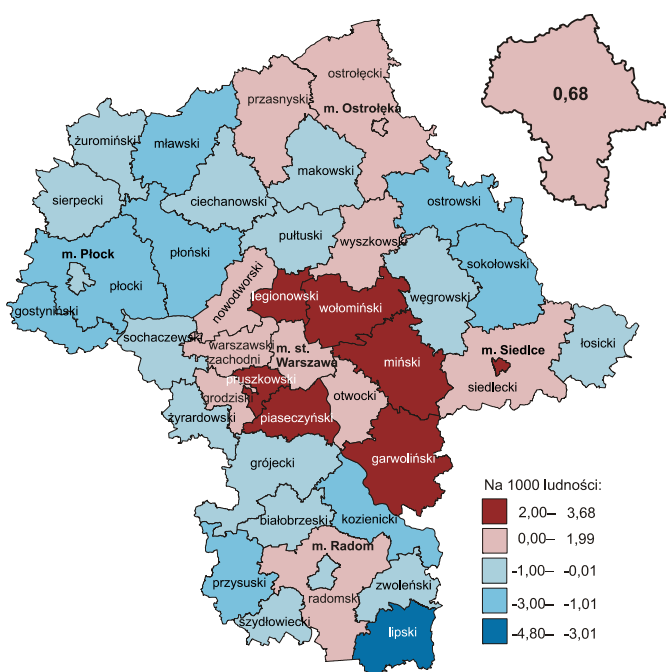 ostrołęcki
0,68
przasnyski
m. Ostrołęka
żuromiński
mławski
makowski
sierpecki
ciechanowski
ostrowski
pułtuski
wyszkowski
m. Płock
płoński
sokołowski
płocki
nowodworski
legionowski
węgrowski
gostyniński
wołomiński
sochaczewski
warszawski
zachodni
m. st.
Warszawa
m. Siedlce
łosicki
miński
pruszkowski
siedlecki
grodziski
otwocki
żyrardowski
piaseczyński
grójecki
garwoliński
Na 1000 ludności:
2,00– 3,68
białobrzeski
kozienicki
0,00– 1,99
m. Radom
-1,00– -0,01
przysuski
zwoleński
-3,00– -1,01
radomsk
szydłowiecki
lipski
-4,80– -3,01